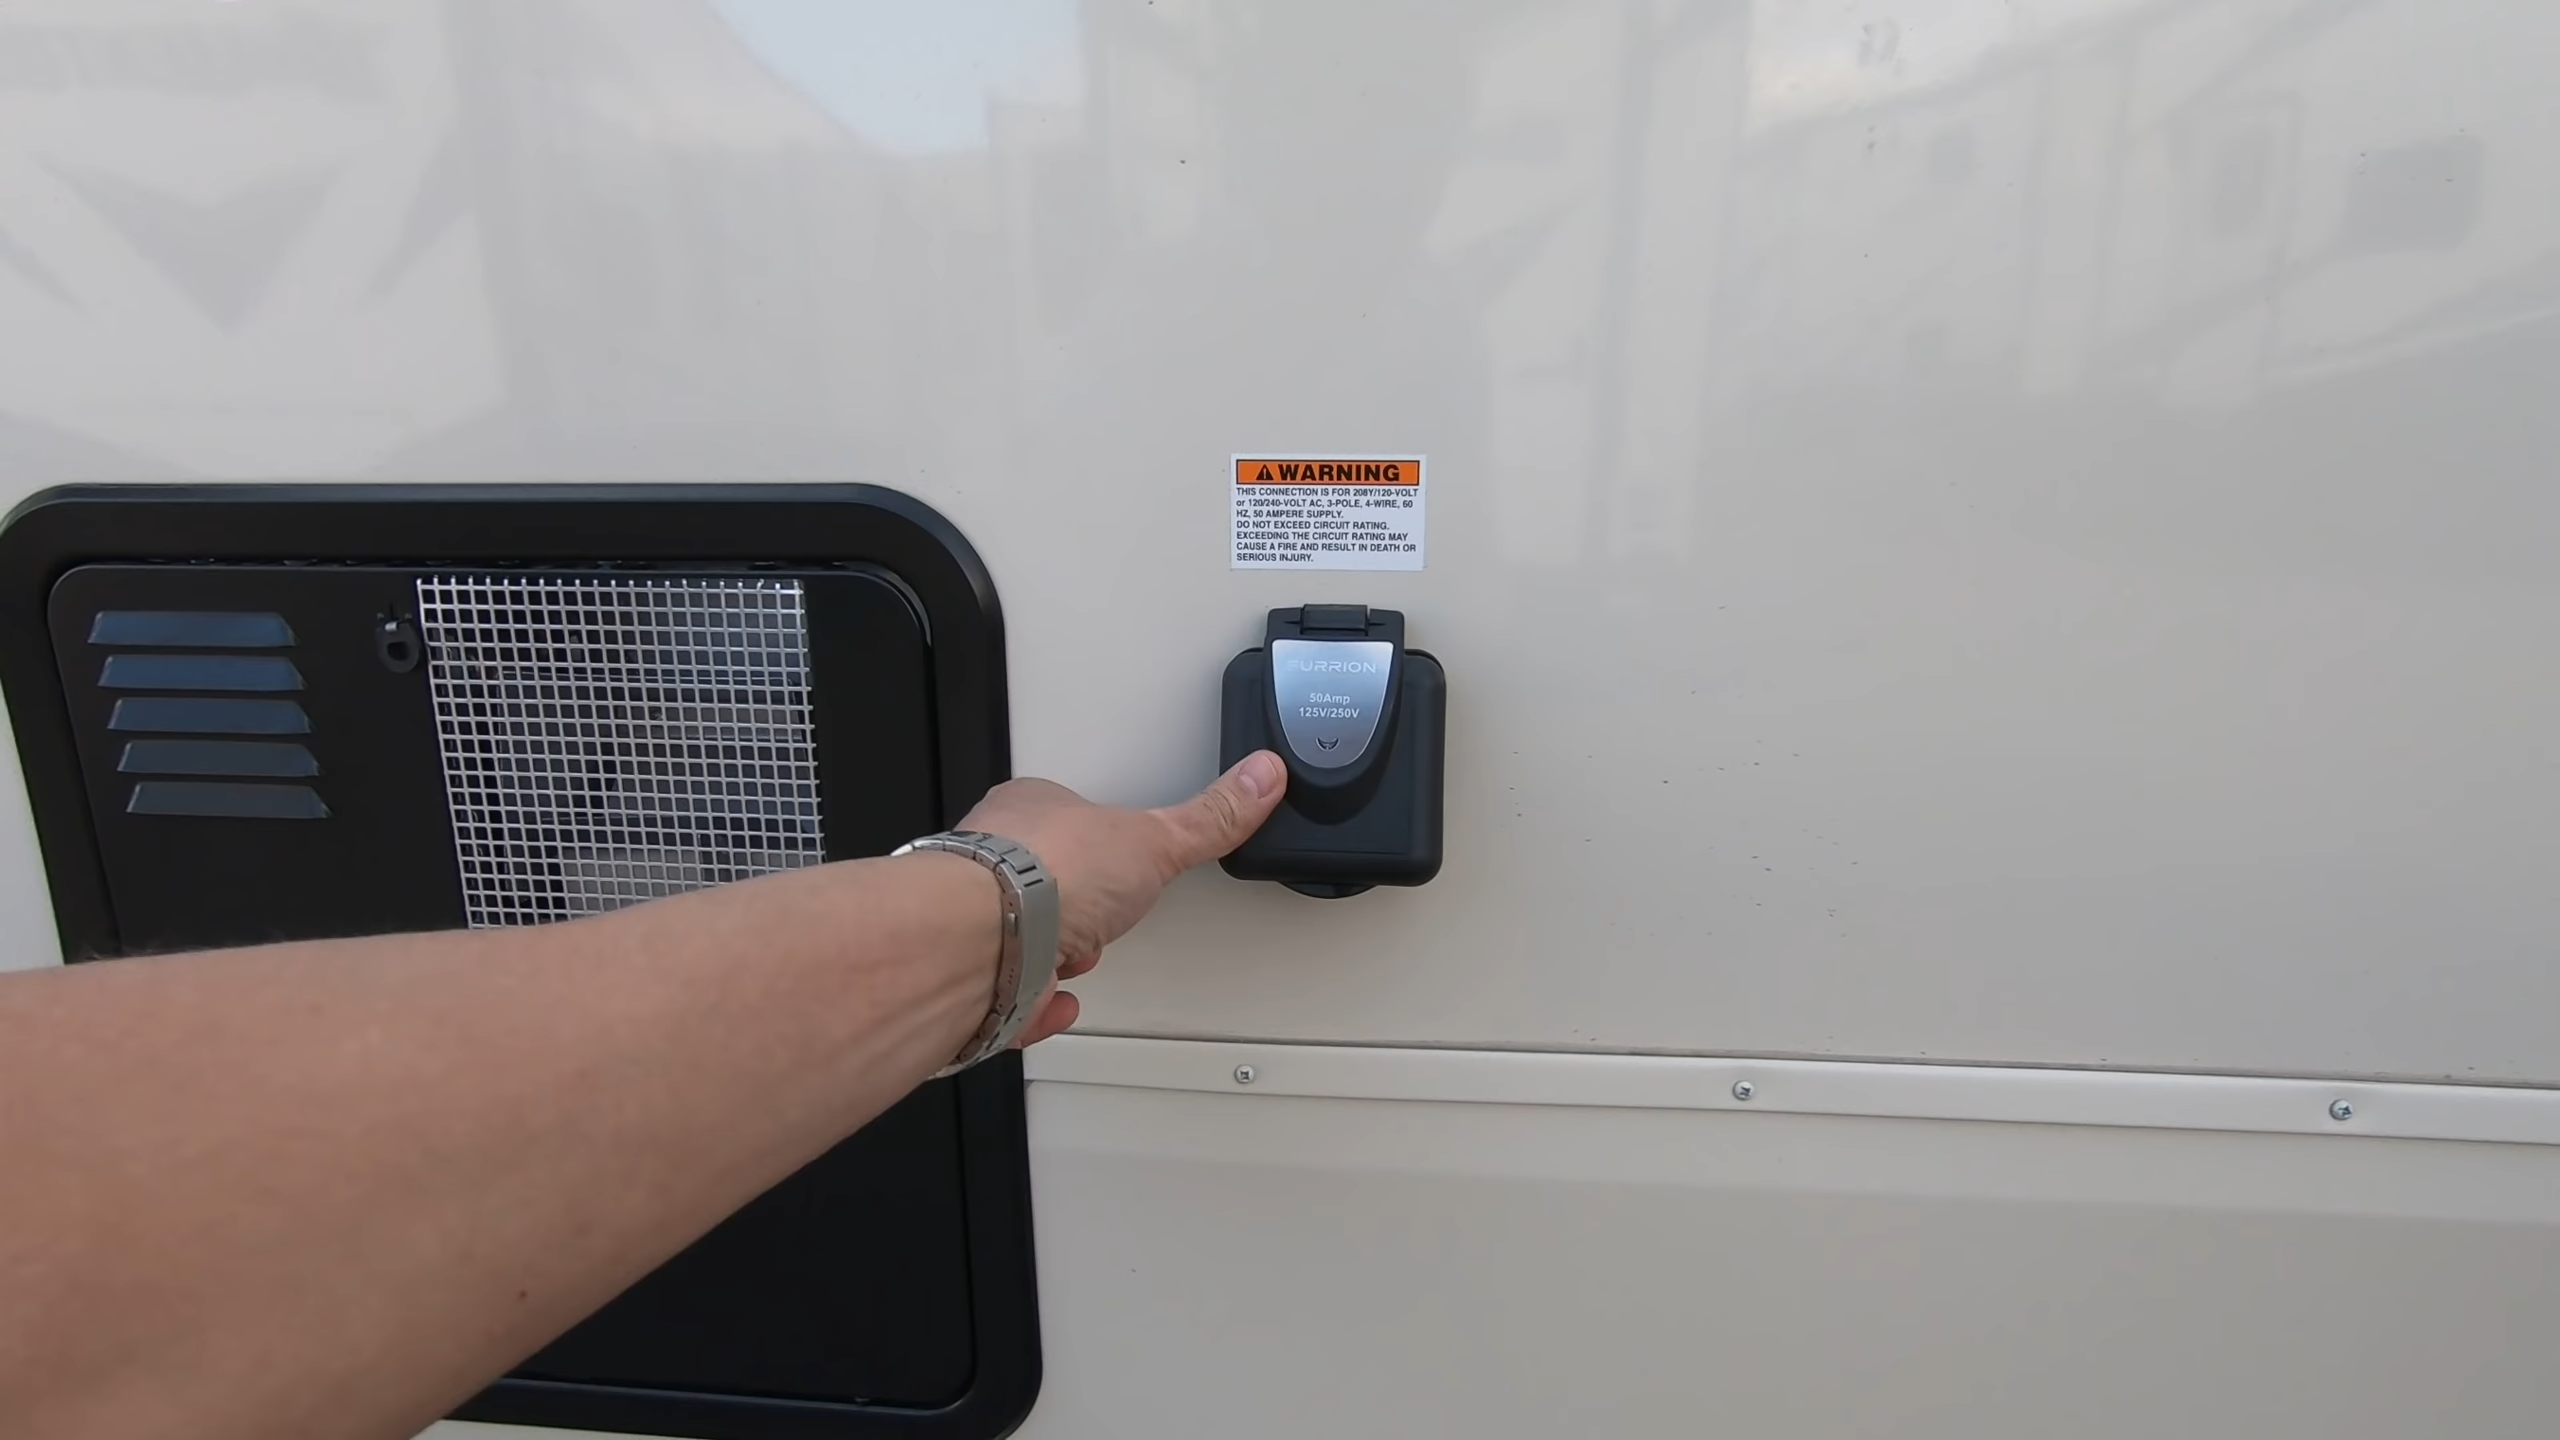 WARNING
THIS CONNECTION IS FOR 208Y/120-VOLT
or 120/240-VOLT AC, 3-POLE, 4-WIRE, 60
HZ, 50 AMPERE SUPPLY.
DO NOT EXCEED CIRCUIT RATING.
EXCEEDING THE CIRCUIT RATING MAY
CAUSE A FIRE AND RESULT IN DEATH OR
SERIOUS INJURY.
FURRION
50Amp
125V/250V